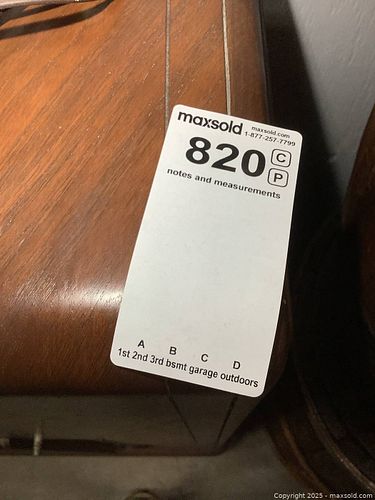 maxsold maxsold.com
1-877-257-7799
820 C
P
notes and measurements
A B C D
1st 2nd 3rd bsmt garage outdoors
Copyright 2025 - maxsold.com